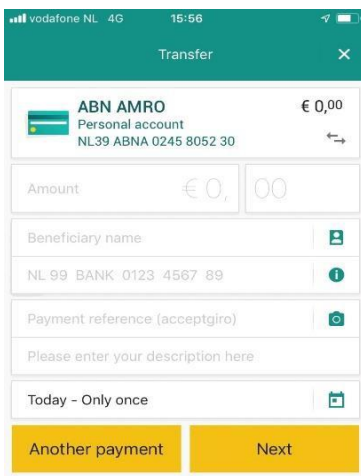 vodafone NL 4G 15:56
Transfer
ABN AMRO € 0,00
Personal account
NL39 ABNA 0245 8052 30
Amount € 0, 00
Beneficiary name
NL 99 BANK 0123 4567 89
Payment reference (acceptgiro)
Please enter your description here
Today - Only once
Another payment Next